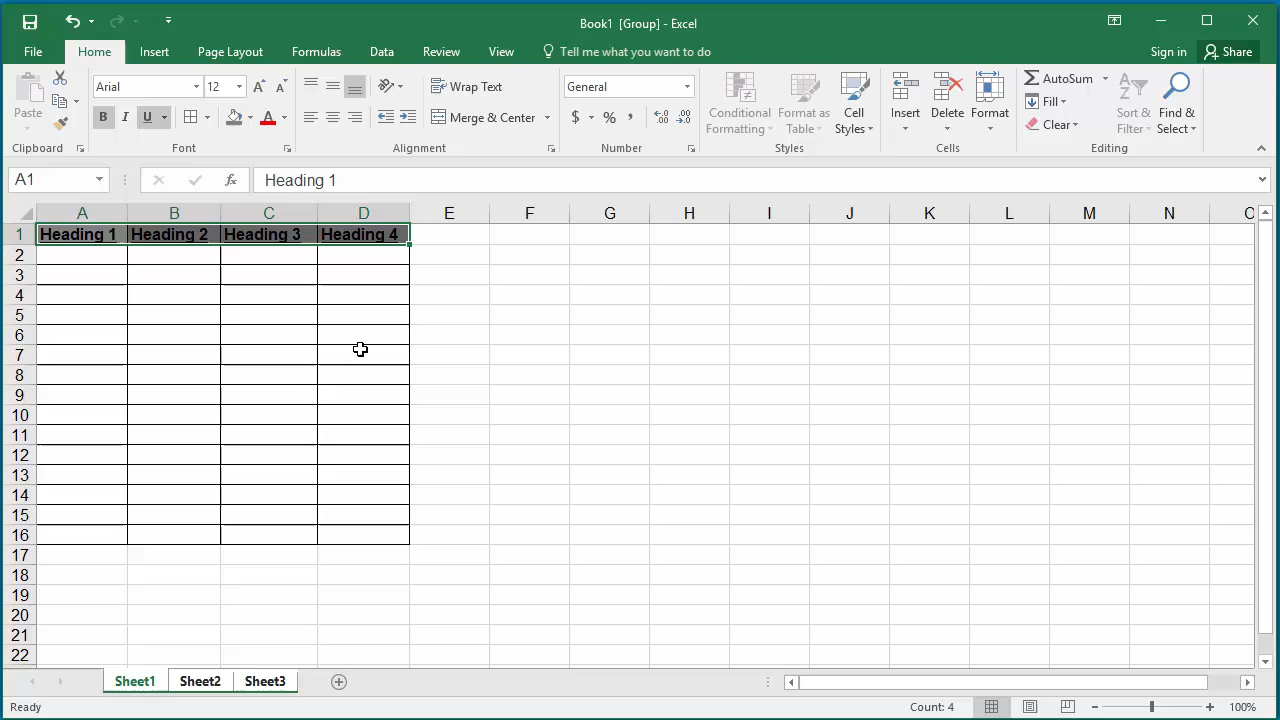 Book1 [Group] - Excel
File Home Insert Page Layout Formulas Data Review View Tell me what you want to do Sign in Share
Paste
Arial 12
B I U A
Wrap Text
Merge & Center
General
$ % ,
Conditional Formatting
Format as Table
Cell Styles
Insert
Delete
Format
AutoSum
Fill
Clear
Sort & Filter
Find & Select
Clipboard Font Alignment Number Styles Cells Editing
A1 fx Heading 1
A B C D E F G H I J K L M N
1 Heading 1 Heading 2 Heading 3 Heading 4
2
3
4
5
6
7
8
9
10
11
12
13
14
15
16
17
18
19
20
21
22
Sheet1 Sheet2 Sheet3
Ready Count: 4 100%